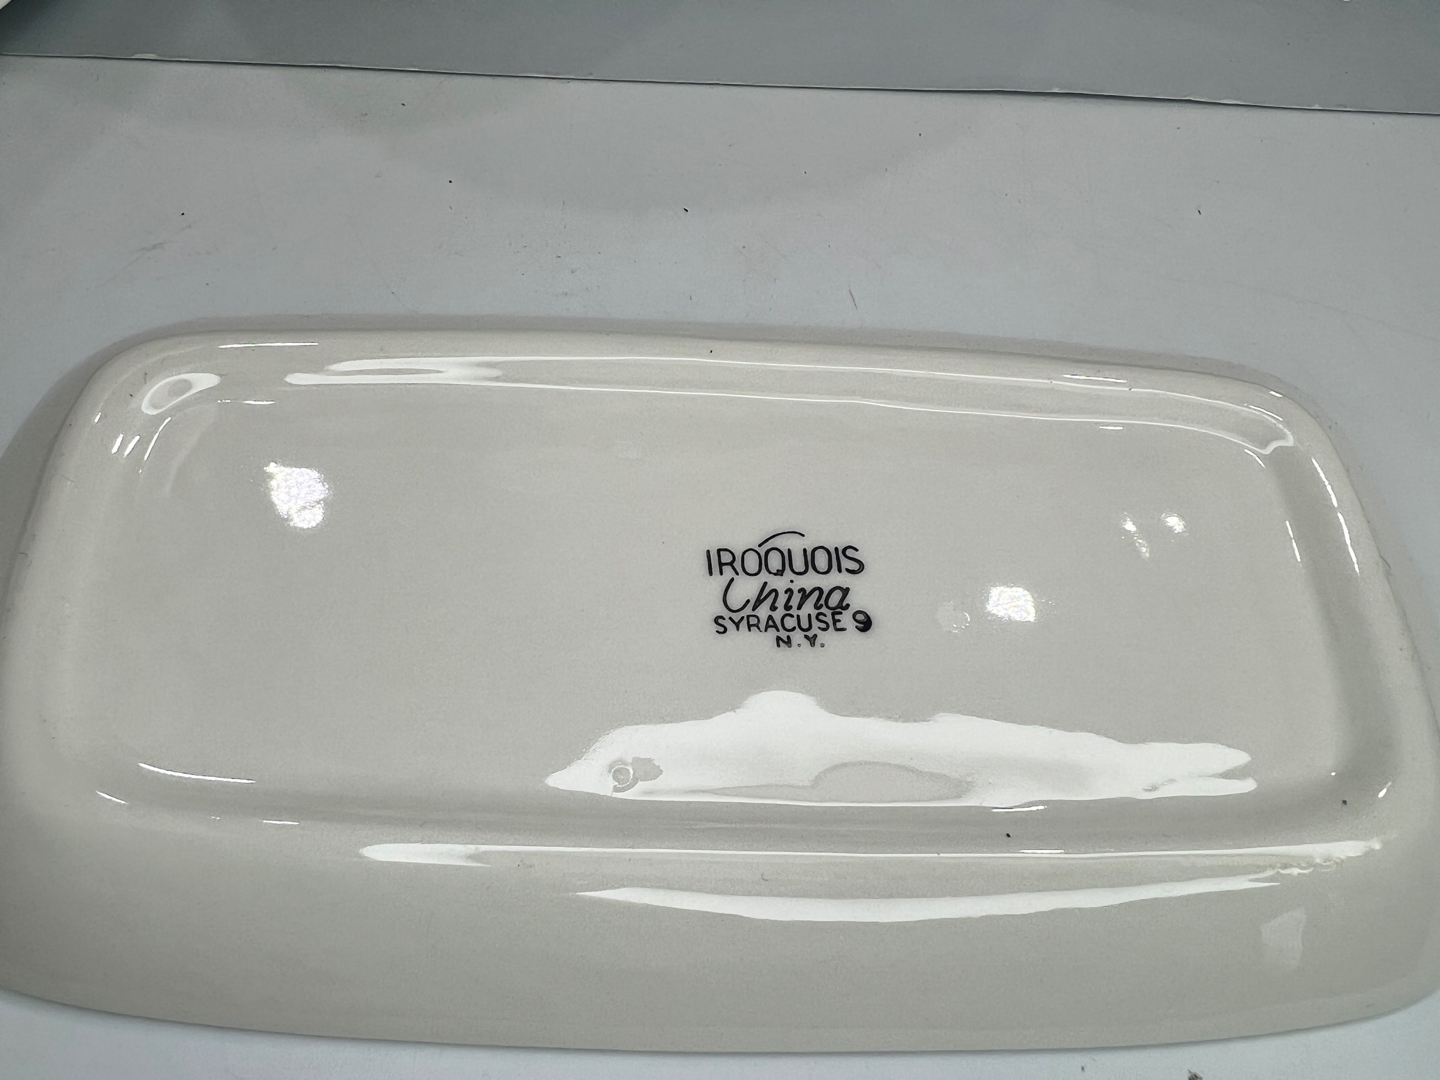 IROQUOIS
China
SYRACUSE 9
N.Y.